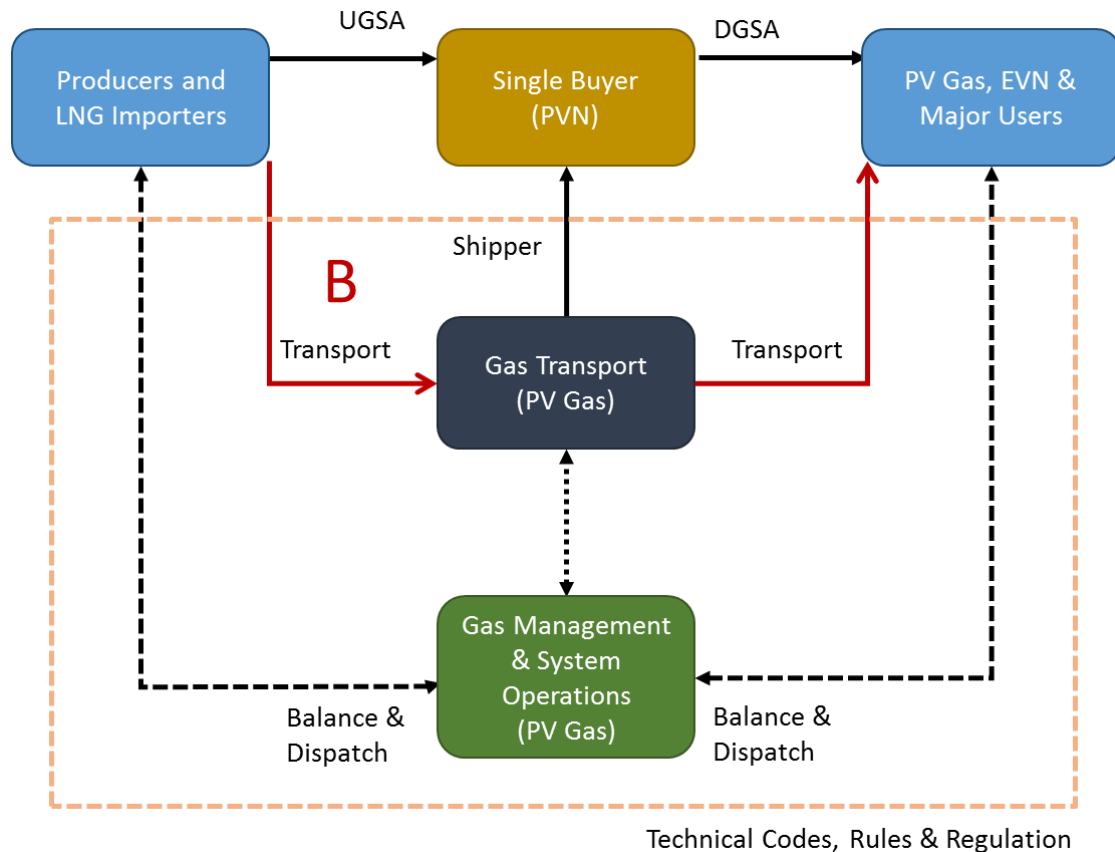 UGSA
DGSA
Producers and
LNG Importers
Single Buyer
(PVN)
PV Gas, EVN &
Major Users
Shipper
B
Transport
Gas Transport
(PV Gas)
Transport
Gas Management
& System
Operations
(PV Gas)
Balance &
Dispatch
Balance &
Dispatch
Technical Codes, Rules & Regulation